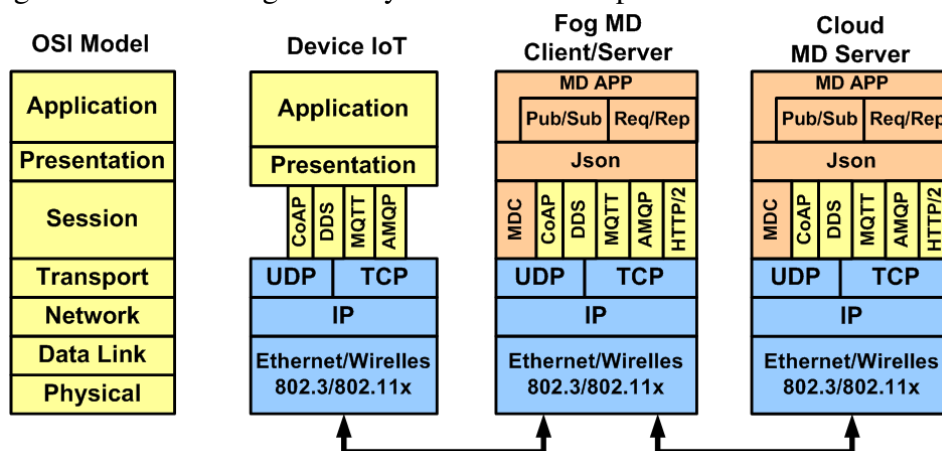 OSI Model
Application
Presentation
Session
Transport
Network
Data Link
Physical
Device IoT
Application
Presentation
CoAP
DDS
MQTT
AMQP
UDP
TCP
IP
Ethernet/Wirelles
802.3/802.11x
Fog MD
Client/Server
MD APP
Pub/Sub
Req/Rep
Json
MDC
CoAP
DDS
MQTT
AMQP
HTTP/2
UDP
TCP
IP
Ethernet/Wirelles
802.3/802.11x
Cloud
MD Server
MD APP
Pub/Sub
Req/Rep
Json
MDC
CoAP
DDS
MQTT
AMQP
HTTP/2
UDP
TCP
IP
Ethernet/Wirelles
802.3/802.11x